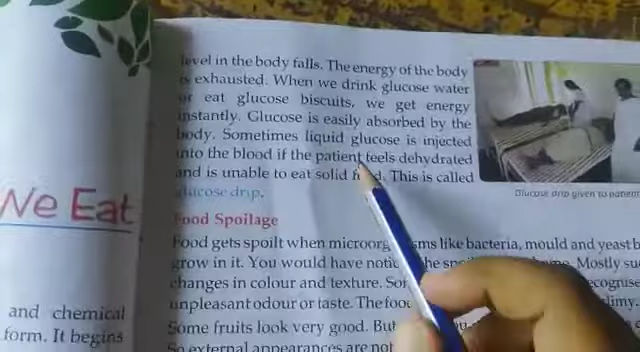 level in the body falls. The energy of the body
is exhausted. When we drink glucose water
or eat glucose biscuits, we get energy
instantly. Glucose is easily absorbed by the
body. Sometimes liquid glucose is injected
into the blood if the patient feels dehydrated
and is unable to eat solid This is called
glucose drip.
Glucose drip given to patient
We Eat
Food Spoilage
Food gets spoilt when like bacteria, mould and yeast
grow in it. You would have Mostly
changes in colour and texture.
unpleasant odour or taste. The
Some fruits look very good. But
So external appearances are not
and chemical
form. It begins